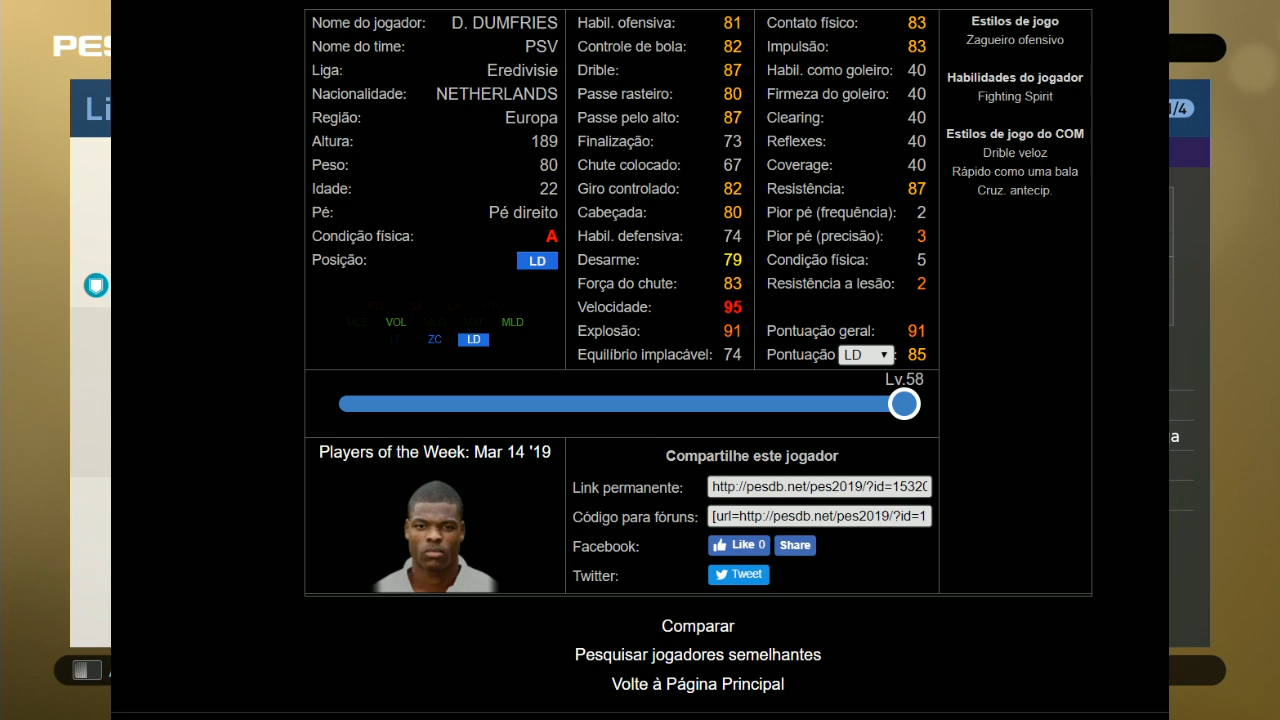 PES
Li
1/4
a
Nome do jogador: D. DUMFRIES
Nome do time: PSV
Liga: Eredivisie
Nacionalidade: NETHERLANDS
Região: Europa
Altura: 189
Peso: 80
Idade: 22
Pé: Pé direito
Condição física: A
Posição: LD
VOL MLD
ZC LD
Habil. ofensiva: 81
Controle de bola: 82
Drible: 87
Passe rasteiro: 80
Passe pelo alto: 87
Finalização: 73
Chute colocado: 67
Giro controlado: 82
Cabeçada: 80
Habil. defensiva: 74
Desarme: 79
Força do chute: 83
Velocidade: 95
Explosão: 91
Equilíbrio implacável: 74
Contato físico: 83
Impulsão: 83
Habil. como goleiro: 40
Firmeza do goleiro: 40
Clearing: 40
Reflexes: 40
Coverage: 40
Resistência: 87
Pior pé (frequência): 2
Pior pé (precisão): 3
Condição física: 5
Resistência a lesão: 2
Pontuação geral: 91
Pontuação LD : 85
Estilos de jogo
Zagueiro ofensivo
Habilidades do jogador
Fighting Spirit
Estilos de jogo do COM
Drible veloz
Rápido como uma bala
Cruz. antecip.
Lv.58
Players of the Week: Mar 14 '19
Compartilhe este jogador
Link permanente: http://pesdb.net/pes2019/?id=1532
Código para fóruns: [url=http://pesdb.net/pes2019/?id=1
Facebook: Like 0 Share
Twitter: Tweet
Comparar
Pesquisar jogadores semelhantes
Volte à Página Principal